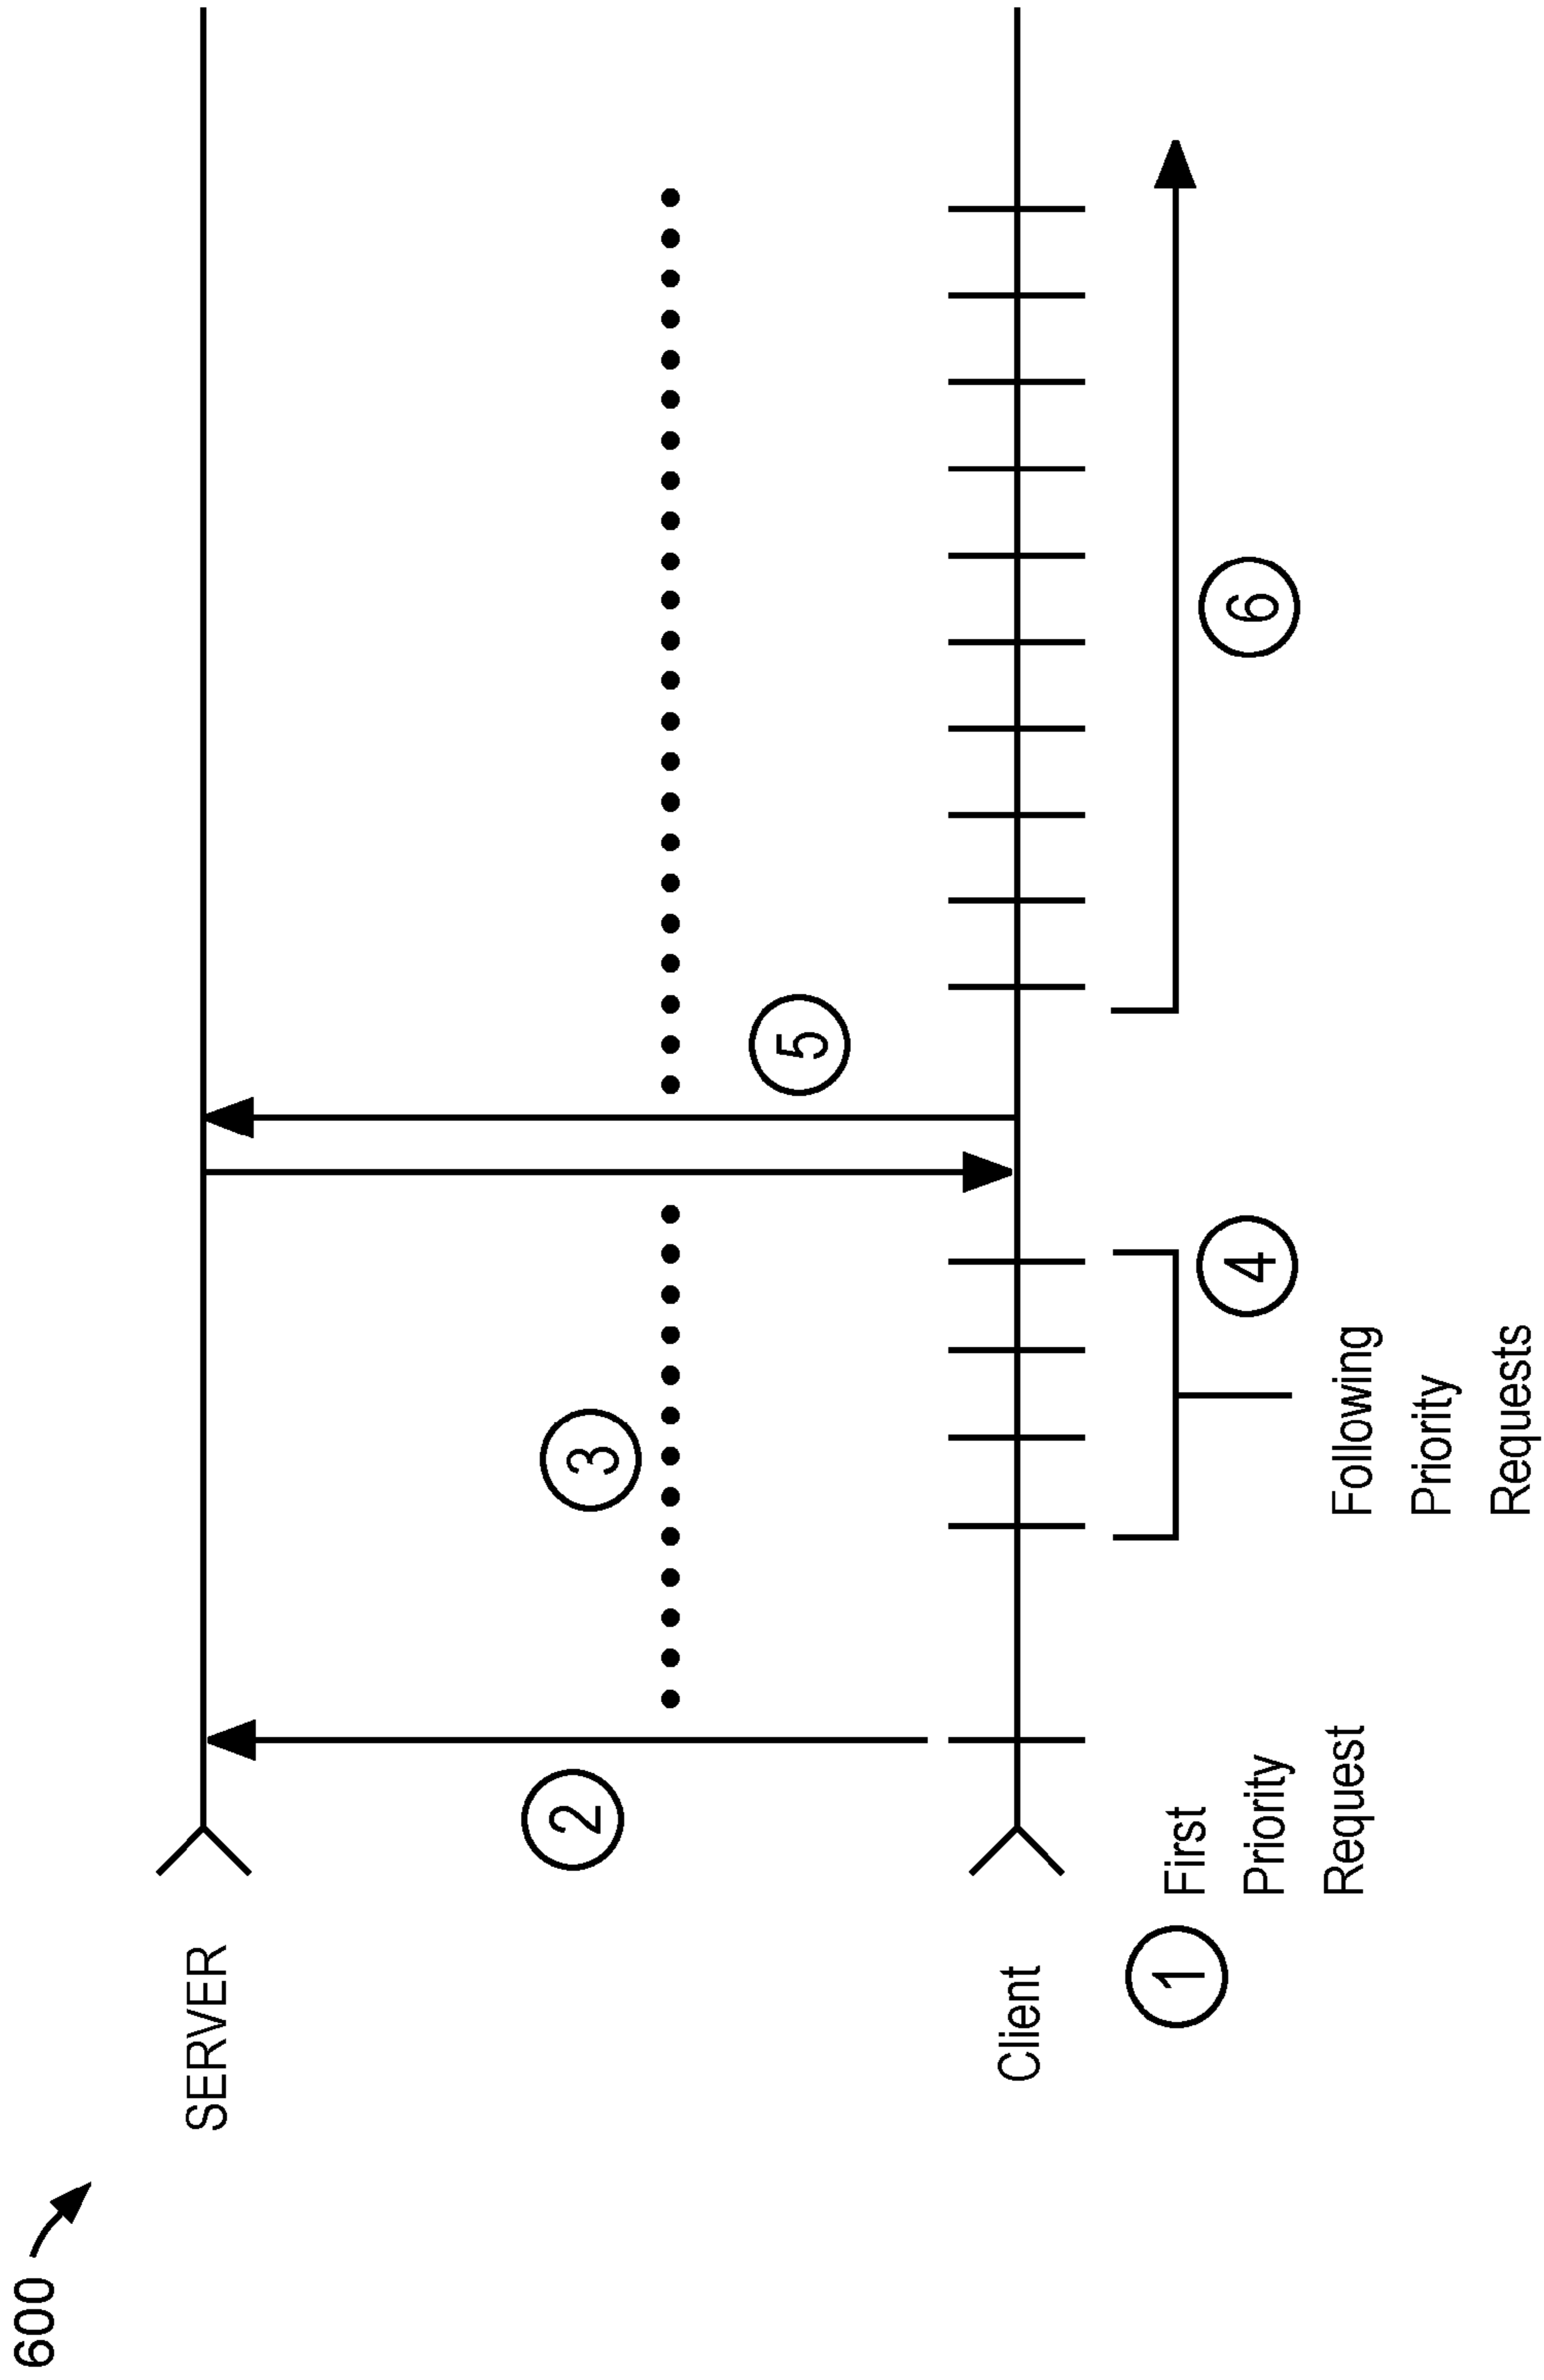 600
SERVER
Client
1
First
Priority
Request
2
3
4
Following
Priority
Requests
5
6